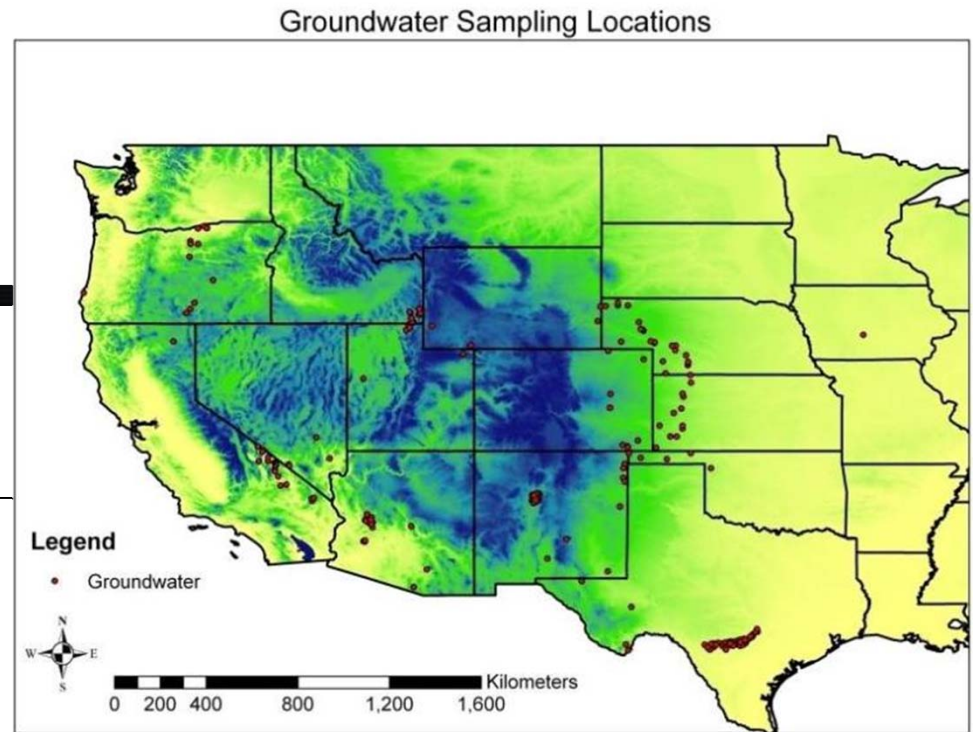 Groundwater Sampling Locations
Legend
Groundwater
N
W E
S
Kilometers
0 200 400 800 1,200 1,600